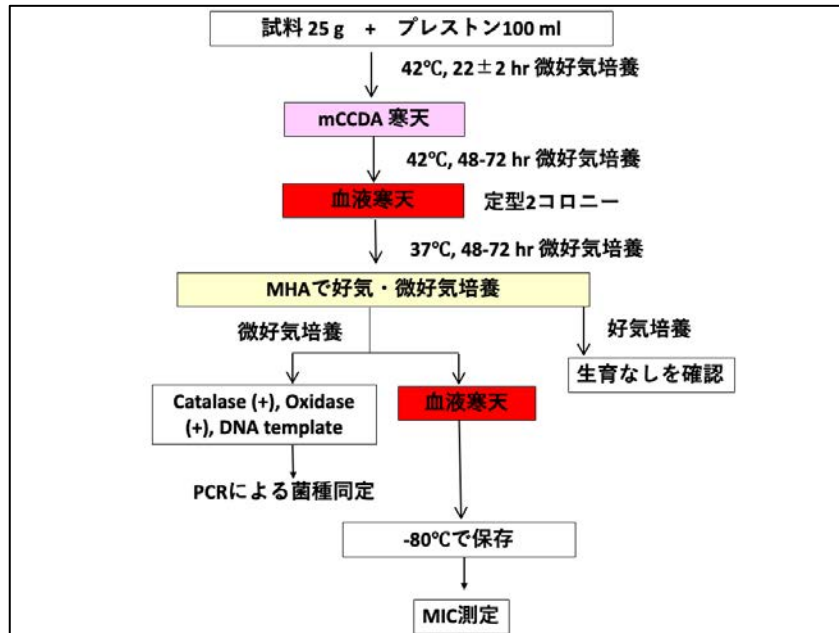 試料 25 g + プレストン100 ml
42℃, 22±2 hr 微好気培養
mCCDA 寒天
42℃, 48-72 hr 微好気培養
血液寒天
定型2コロニー
37℃, 48-72 hr 微好気培養
MHAで好気・微好気培養
微好気培養
好気培養
生育なしを確認
Catalase (+), Oxidase
(+), DNA template
血液寒天
PCRによる菌種同定
-80℃で保存
MIC測定